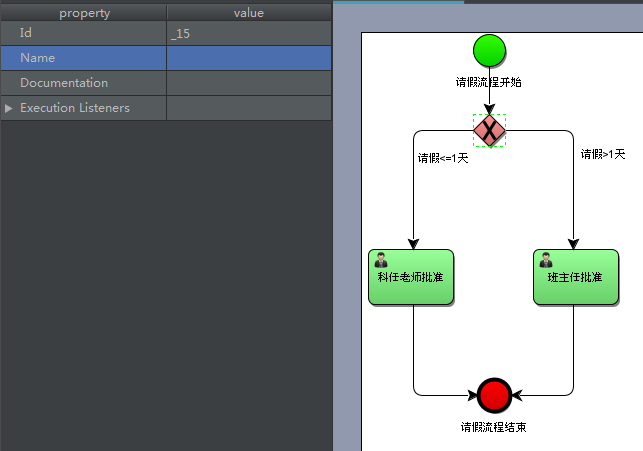 property value
Id _15
Name
Documentation
Execution Listeners
请假流程开始
请假<=1天
请假>1天
科任老师批准
班主任批准
请假流程结束